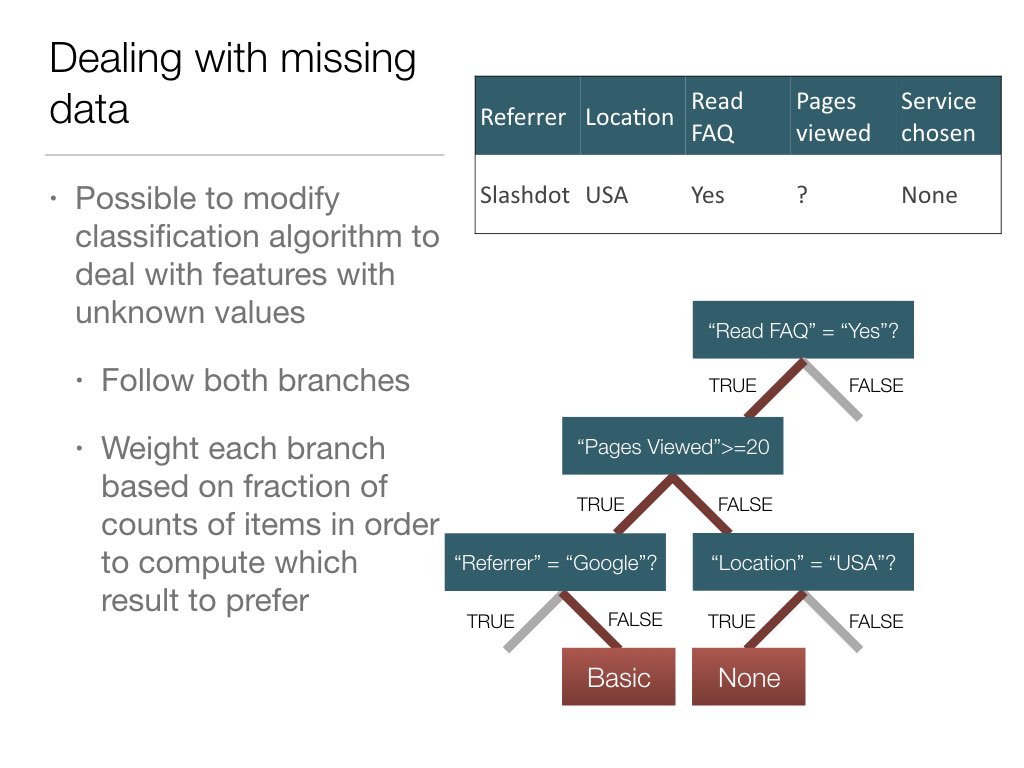 Dealing with missing
data
• Possible to modify
classification algorithm to
deal with features with
unknown values
• Follow both branches
• Weight each branch
based on fraction of
counts of items in order
to compute which
result to prefer
Referrer Location Read FAQ Pages viewed Service chosen
Slashdot USA Yes ? None
“Read FAQ” = “Yes”?
TRUE FALSE
“Pages Viewed”>=20
TRUE FALSE
“Referrer” = “Google”? “Location” = “USA”?
TRUE FALSE TRUE FALSE
Basic None